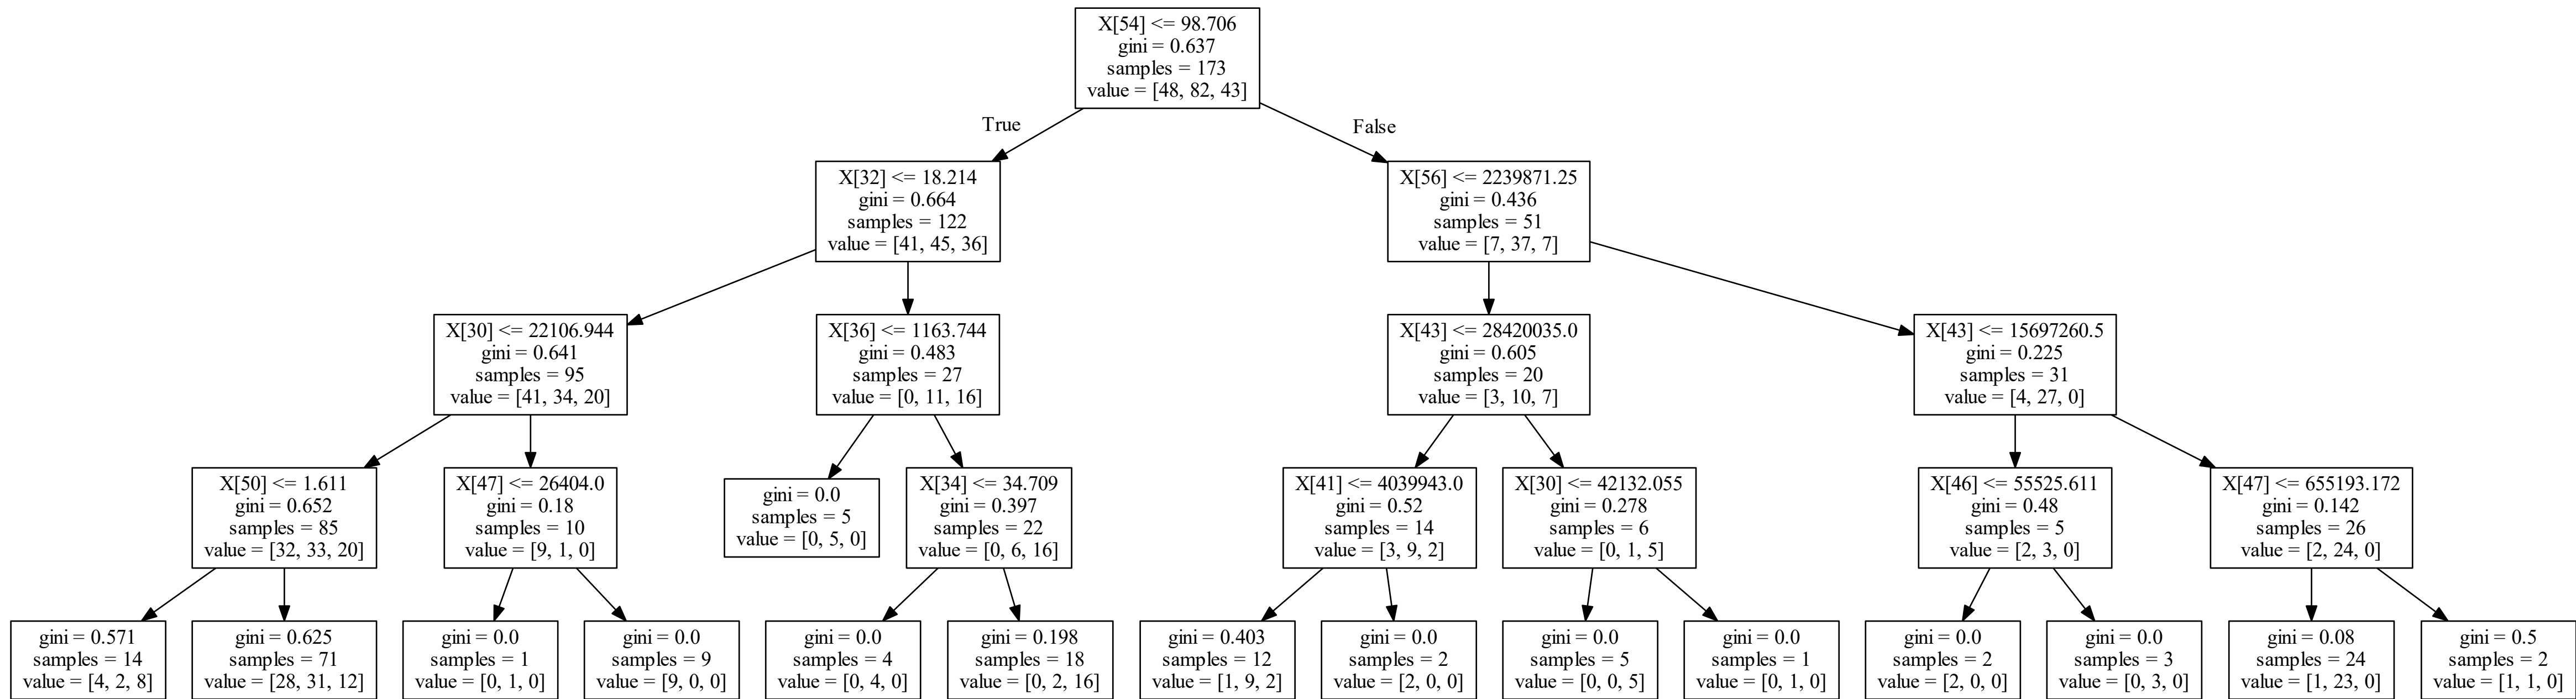 X[54] <= 98.706
gini = 0.637
samples = 173
value = [48, 82, 43]
True
False
X[32] <= 18.214
gini = 0.664
samples = 122
value = [41, 45, 36]
X[56] <= 2239871.25
gini = 0.436
samples = 51
value = [7, 37, 7]
X[30] <= 22106.944
gini = 0.641
samples = 95
value = [41, 34, 20]
X[36] <= 1163.744
gini = 0.483
samples = 27
value = [0, 11, 16]
X[43] <= 28420035.0
gini = 0.605
samples = 20
value = [3, 10, 7]
X[43] <= 15697260.5
gini = 0.225
samples = 31
value = [4, 27, 0]
X[50] <= 1.611
gini = 0.652
samples = 85
value = [32, 33, 20]
X[47] <= 26404.0
gini = 0.18
samples = 10
value = [9, 1, 0]
gini = 0.0
samples = 5
value = [0, 5, 0]
X[34] <= 34.709
gini = 0.397
samples = 22
value = [0, 6, 16]
X[41] <= 4039943.0
gini = 0.52
samples = 14
value = [3, 9, 2]
X[30] <= 42132.055
gini = 0.278
samples = 6
value = [0, 1, 5]
X[46] <= 55525.611
gini = 0.48
samples = 5
value = [2, 3, 0]
X[47] <= 655193.172
gini = 0.142
samples = 26
value = [2, 24, 0]
gini = 0.571
samples = 14
value = [4, 2, 8]
gini = 0.625
samples = 71
value = [28, 31, 12]
gini = 0.0
samples = 1
value = [0, 1, 0]
gini = 0.0
samples = 9
value = [9, 0, 0]
gini = 0.0
samples = 4
value = [0, 4, 0]
gini = 0.198
samples = 18
value = [0, 2, 16]
gini = 0.403
samples = 12
value = [1, 9, 2]
gini = 0.0
samples = 2
value = [2, 0, 0]
gini = 0.0
samples = 5
value = [0, 0, 5]
gini = 0.0
samples = 1
value = [0, 1, 0]
gini = 0.0
samples = 2
value = [2, 0, 0]
gini = 0.0
samples = 3
value = [0, 3, 0]
gini = 0.08
samples = 24
value = [1, 23, 0]
gini = 0.5
samples = 2
value = [1, 1, 0]